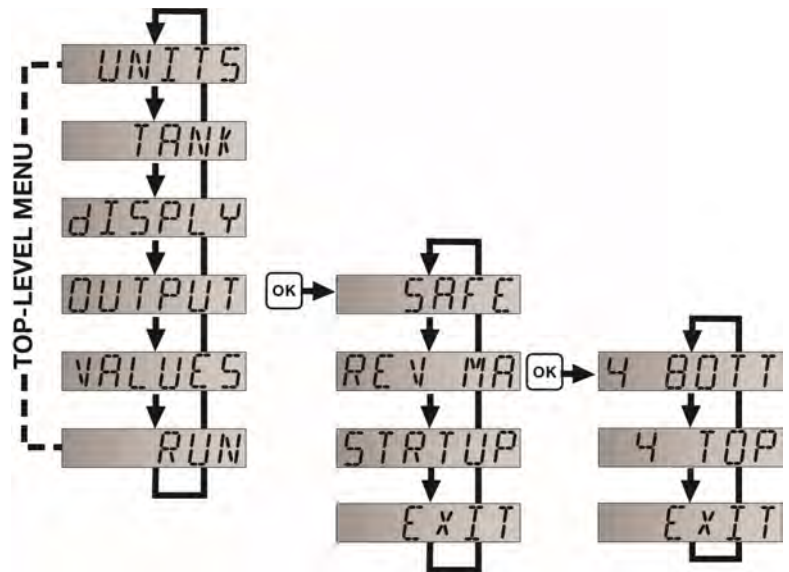 TOP-LEVEL MENU
UNITS
TANK
dISPLY
OUTPUT
VALUES
RUN
OK
SAFE
REV MA
STRTUP
ExIT
OK
4 BOTT
4 TOP
ExIT